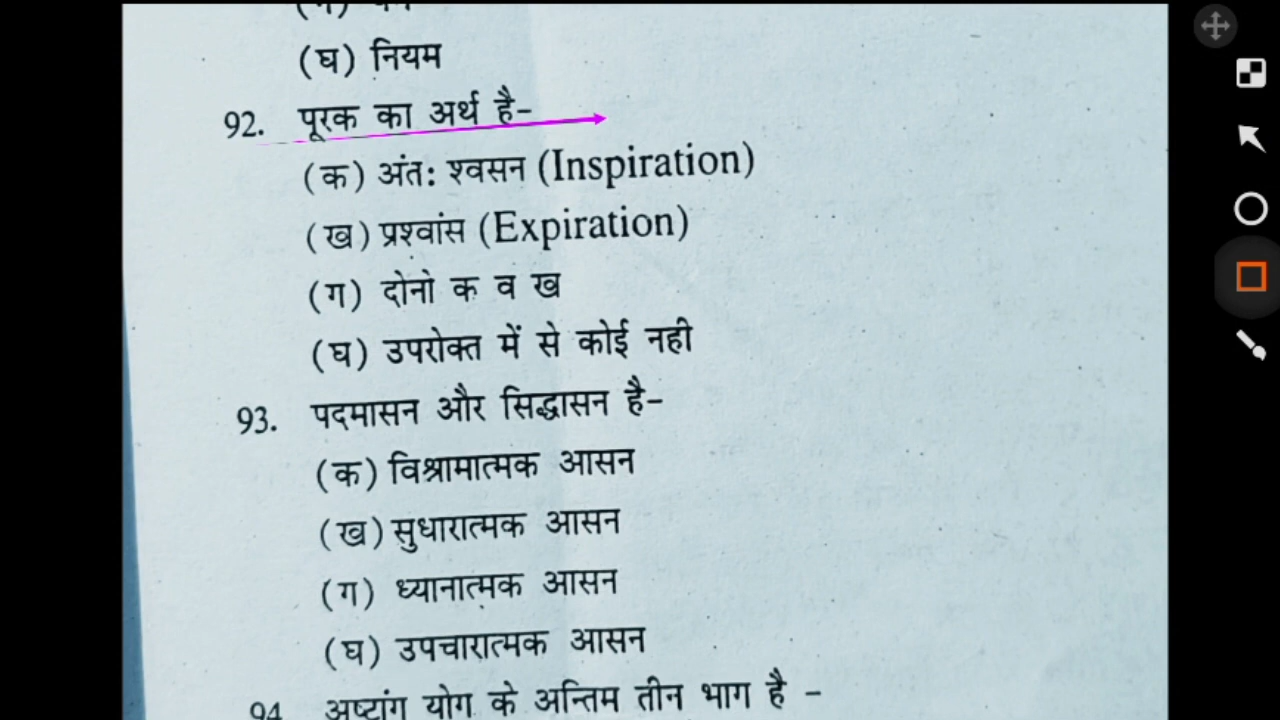 (घ) नियम
92. पूरक का अर्थ है-
(क) अंतः श्वसन (Inspiration)
(ख) प्रश्वांस (Expiration)
(ग) दोनो क व ख
(घ) उपरोक्त में से कोई नही
93. पदमासन और सिद्धासन है-
(क) विश्रामात्मक आसन
(ख) सुधारात्मक आसन
(ग) ध्यानात्मक आसन
(घ) उपचारात्मक आसन
94 अष्टांग योग के अन्तिम तीन भाग है -